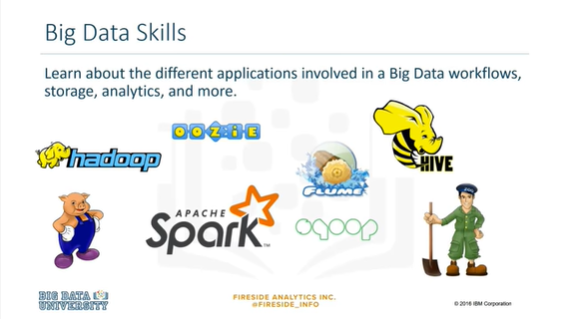 Big Data Skills
Learn about the different applications involved in a Big Data workflows,
storage, analytics, and more.
OOZIE
hadoop
HIVE
FLUME
APACHE
Spark™
sqoop
BIG DATA
UNIVERSITY
FIRESIDE ANALYTICS INC.
@FIRESIDE_INFO
© 2016 IBM Corporation